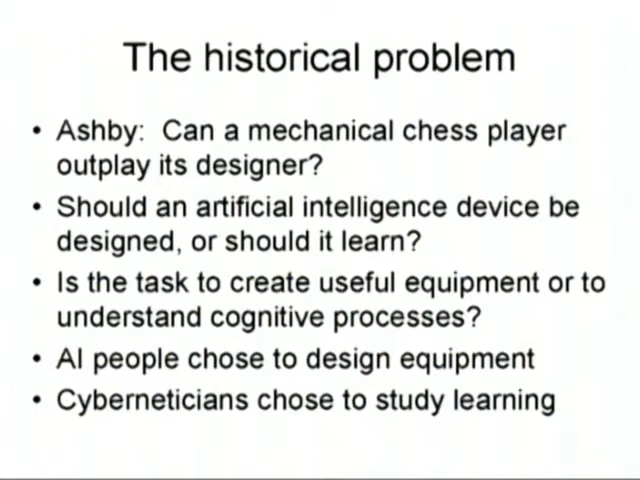 The historical problem
• Ashby:  Can a mechanical chess player
outplay its designer?
• Should an artificial intelligence device be
designed, or should it learn?
• Is the task to create useful equipment or to
understand cognitive processes?
• AI people chose to design equipment
• Cyberneticians chose to study learning